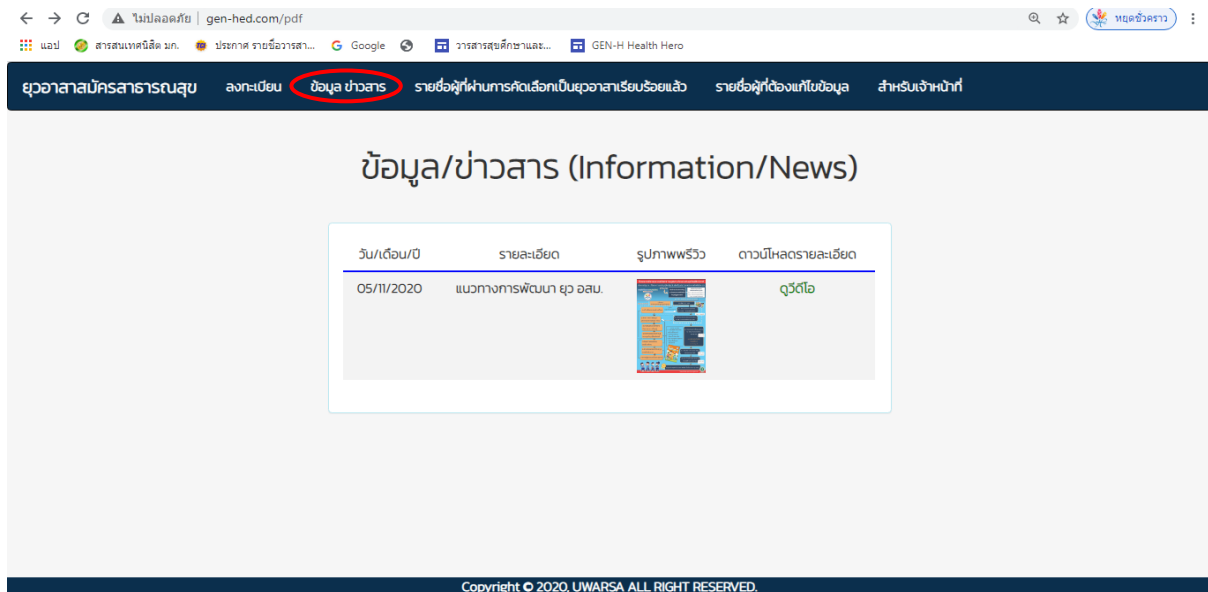 ไม่ปลอดภัย | gen-hed.com/pdf หยุดชั่วคราว
แอป สารสนเทศนิสิต มก. ประกาศ รายชื่อวารสา... Google วารสารสุขศึกษาและ... GEN-H Health Hero
ยุวอาสาสมัครสาธารณสุข ลงทะเบียน ข้อมูล ข่าวสาร รายชื่อผู้ที่ผ่านการคัดเลือกเป็นยุวอาสาเรียบร้อยแล้ว รายชื่อผู้ที่ต้องแก้ไขข้อมูล สำหรับเจ้าหน้าที่
ข้อมูล/ข่าวสาร (Information/News)
วัน/เดือน/ปี รายละเอียด รูปภาพพรีวิว ดาวน์โหลดรายละเอียด
05/11/2020 แนวทางการพัฒนา ยุว อสม. ดูวีดีโอ
Copyright © 2020, UWARSA ALL RIGHT RESERVED.